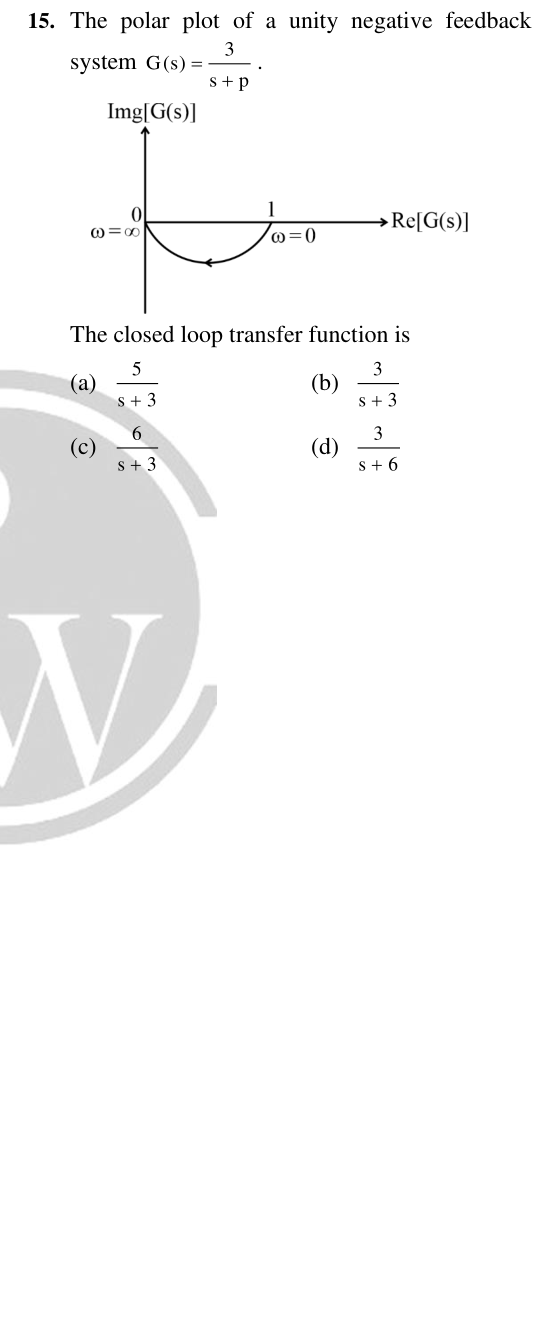 15. The polar plot of a unity negative feedback
system G(s) = 3 / (s + p) .
Img[G(s)]
0
1
Re[G(s)]
ω=∞
ω=0
The closed loop transfer function is
(a) 5 / (s + 3)
(b) 3 / (s + 3)
(c) 6 / (s + 3)
(d) 3 / (s + 6)
W